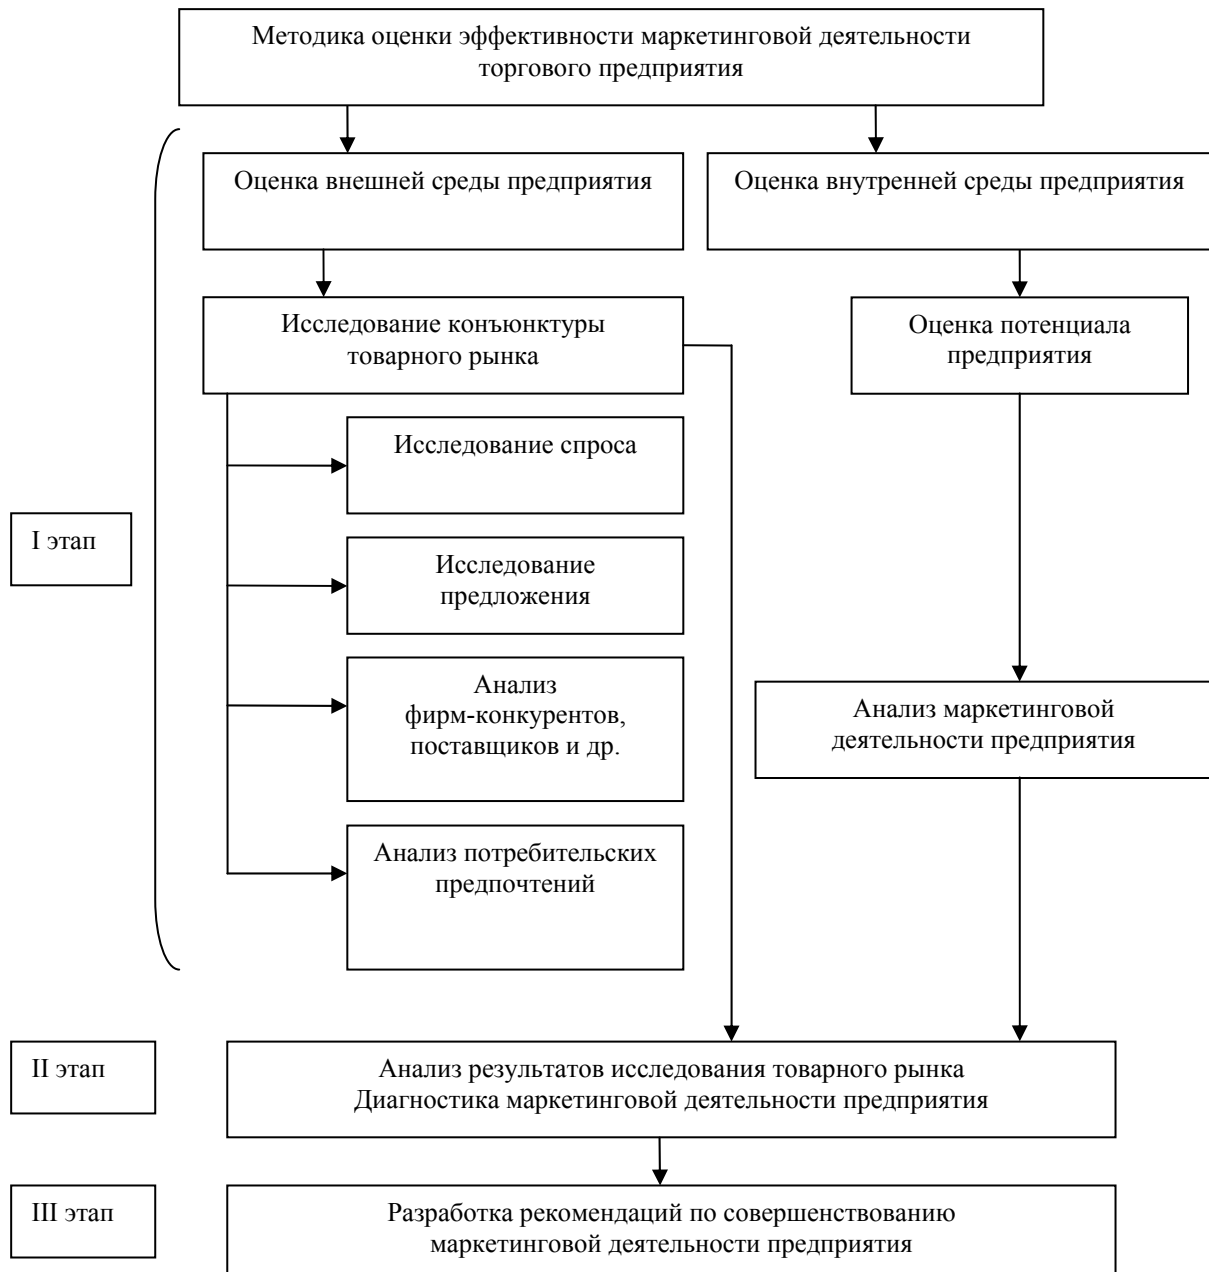 Методика оценки эффективности маркетинговой деятельности
торгового предприятия
Оценка внешней среды предприятия
Оценка внутренней среды предприятия
Исследование конъюнктуры
товарного рынка
Оценка потенциала
предприятия
Исследование спроса
I этап
Исследование
предложения
Анализ
фирм-конкурентов,
поставщиков и др.
Анализ маркетинговой
деятельности предприятия
Анализ потребительских
предпочтений
II этап
Анализ результатов исследования товарного рынка
Диагностика маркетинговой деятельности предприятия
III этап
Разработка рекомендаций по совершенствованию
маркетинговой деятельности предприятия